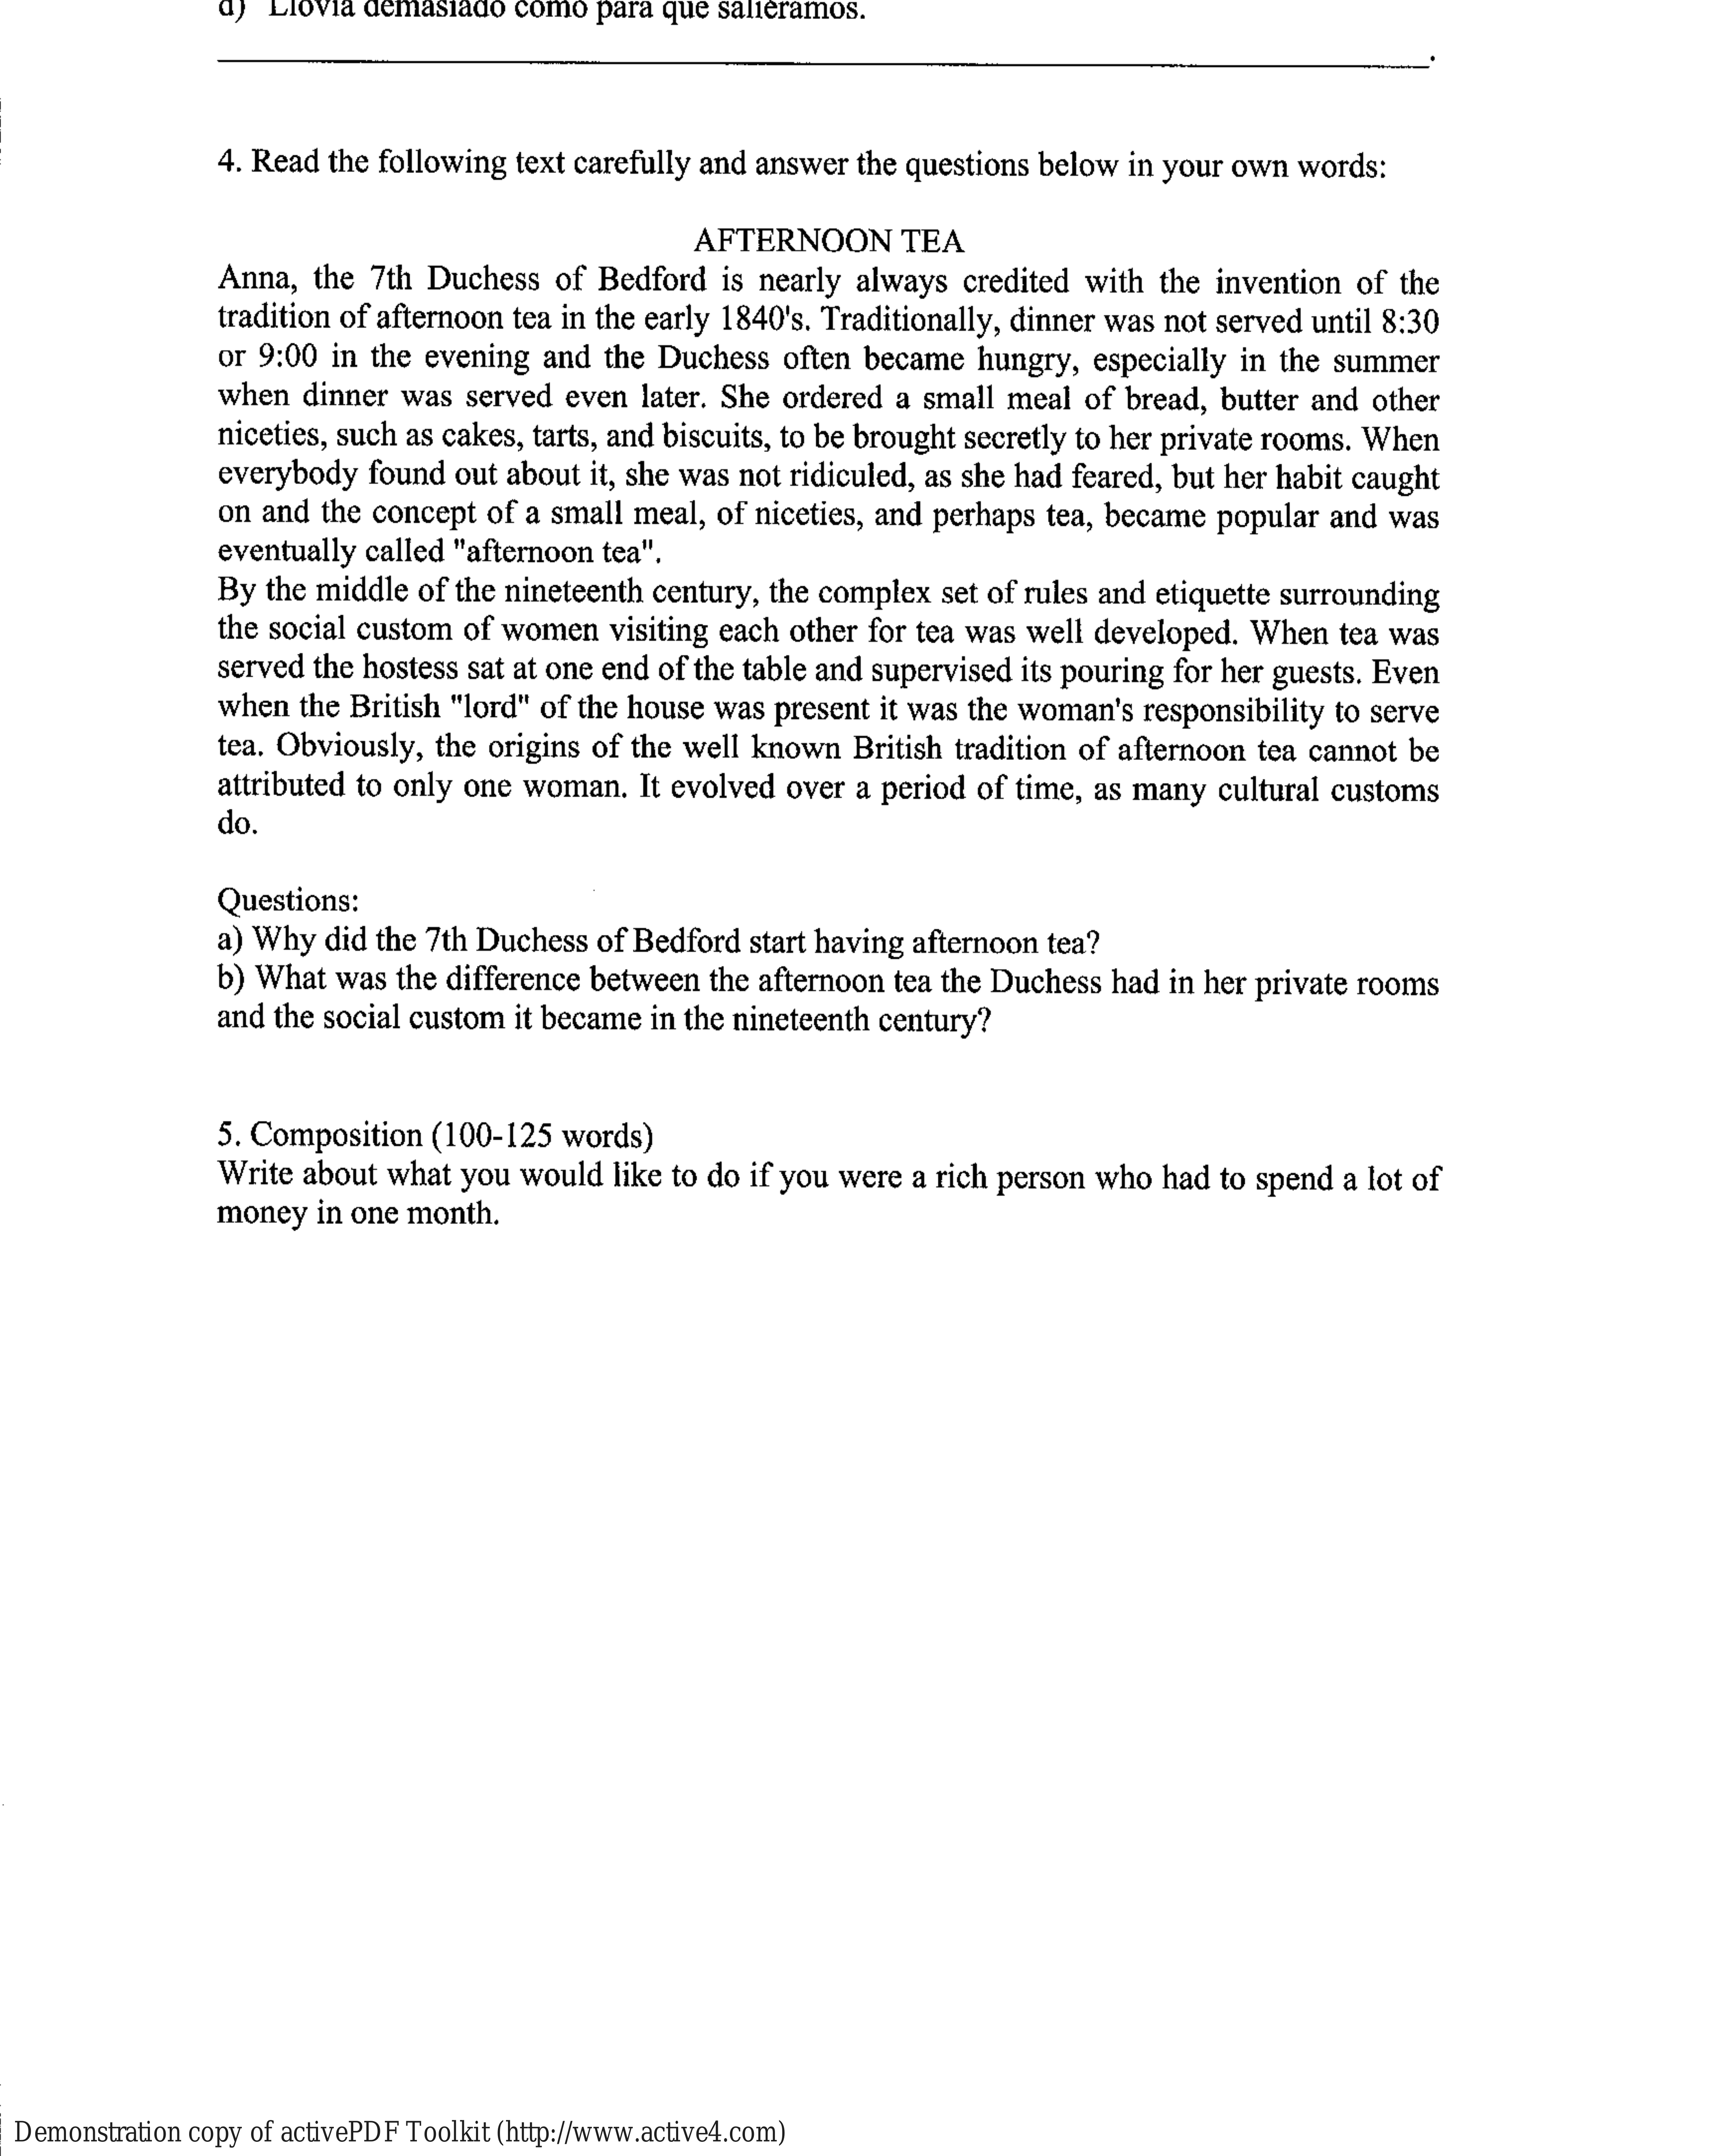 d) Llovía demasiado como para que saliéramos.
.
4. Read the following text carefully and answer the questions below in your own words:
AFTERNOON TEA
Anna, the 7th Duchess of Bedford is nearly always credited with the invention of the
tradition of afternoon tea in the early 1840's. Traditionally, dinner was not served until 8:30
or 9:00 in the evening and the Duchess often became hungry, especially in the summer
when dinner was served even later. She ordered a small meal of bread, butter and other
niceties, such as cakes, tarts, and biscuits, to be brought secretly to her private rooms. When
everybody found out about it, she was not ridiculed, as she had feared, but her habit caught
on and the concept of a small meal, of niceties, and perhaps tea, became popular and was
eventually called "afternoon tea".
By the middle of the nineteenth century, the complex set of rules and etiquette surrounding
the social custom of women visiting each other for tea was well developed. When tea was
served the hostess sat at one end of the table and supervised its pouring for her guests. Even
when the British "lord" of the house was present it was the woman's responsibility to serve
tea. Obviously, the origins of the well known British tradition of afternoon tea cannot be
attributed to only one woman. It evolved over a period of time, as many cultural customs
do.
Questions:
a) Why did the 7th Duchess of Bedford start having afternoon tea?
b) What was the difference between the afternoon tea the Duchess had in her private rooms
and the social custom it became in the nineteenth century?
5. Composition (100-125 words)
Write about what you would like to do if you were a rich person who had to spend a lot of
money in one month.
Demonstration copy of activePDF Toolkit (http://www.active4.com)